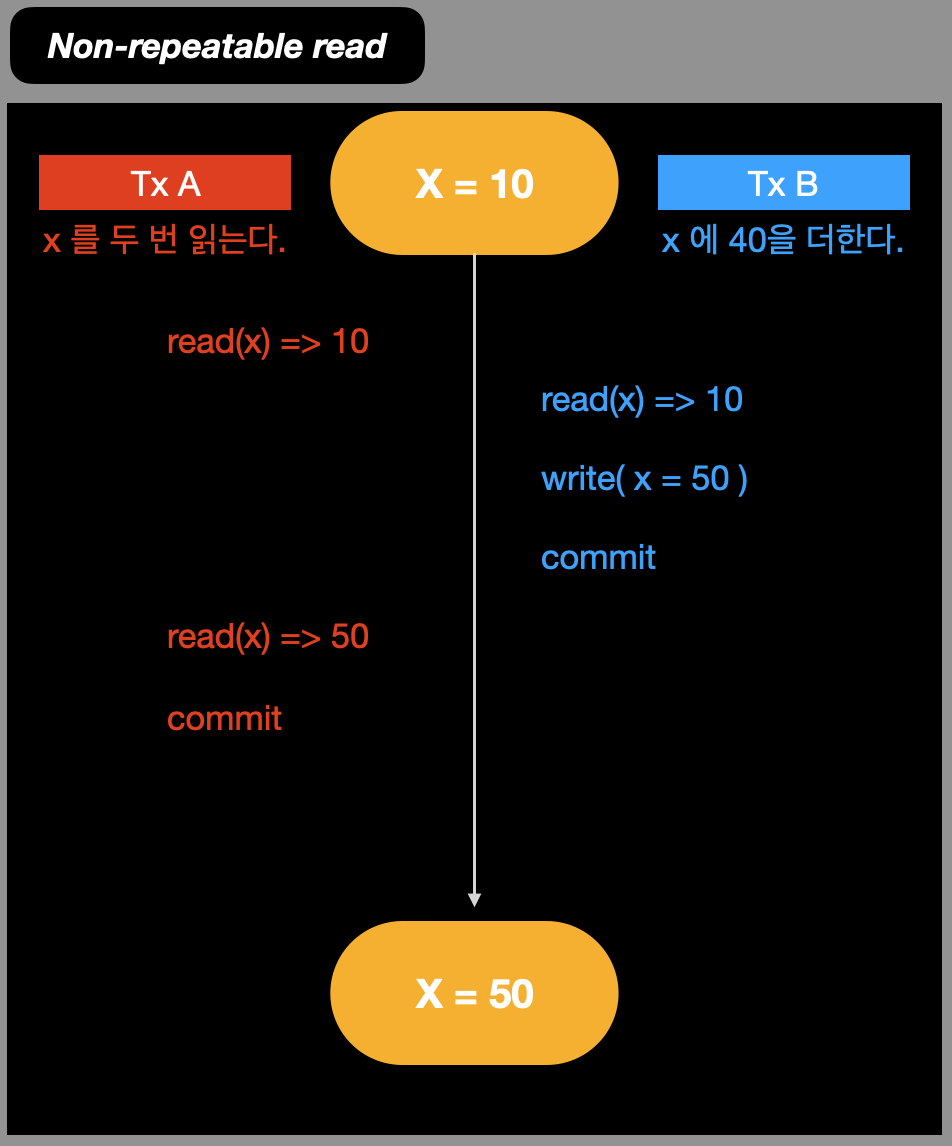 Non-repeatable read
X = 10
Tx A
x 를 두 번 읽는다.
Tx B
x 에 40을 더한다.
read(x) => 10
read(x) => 10
write( x = 50 )
commit
read(x) => 50
commit
X = 50